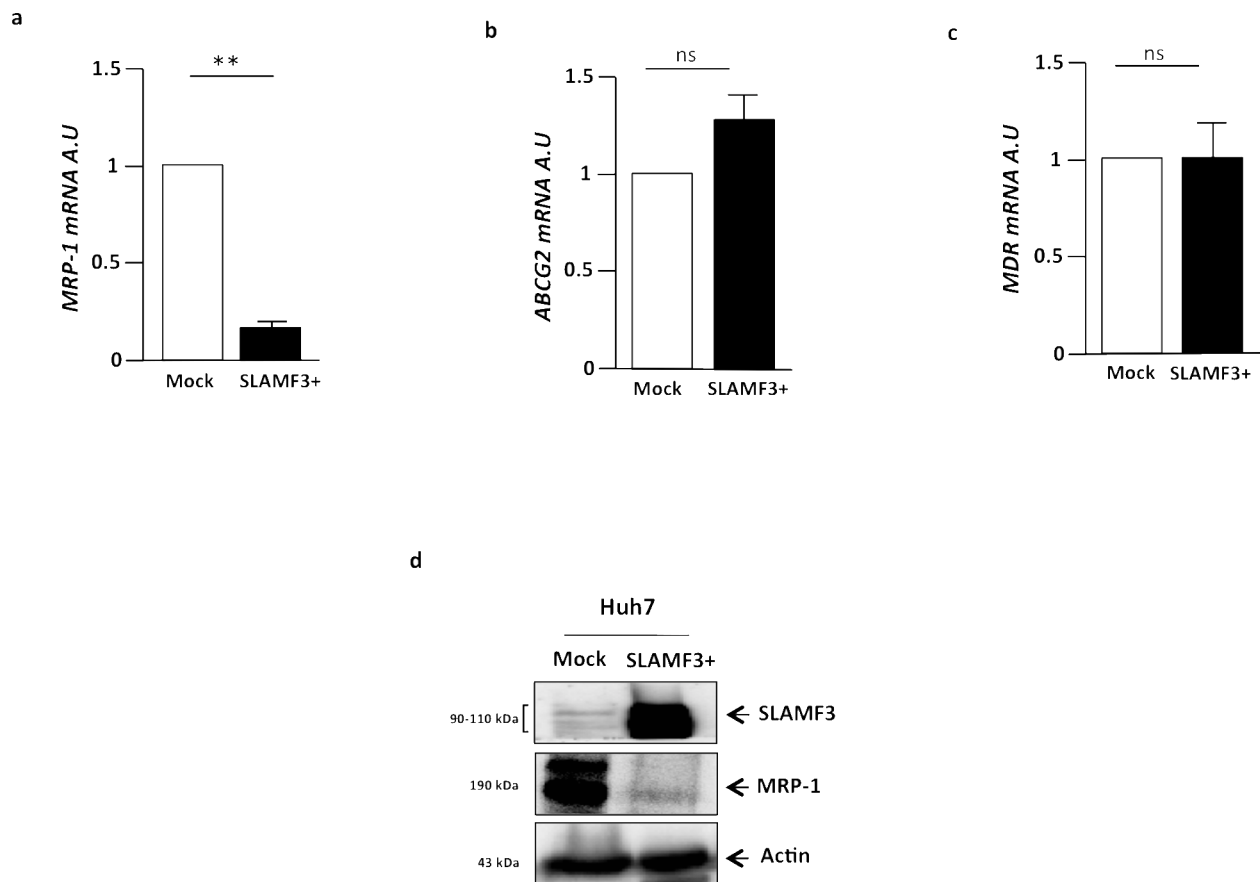 a
**
1.5
1
0.5
0
MRP-1 mRNA A.U
Mock SLAMF3+
b
ns
1.5
1
0.5
0
ABCG2 mRNA A.U
Mock SLAMF3+
c
ns
1.5
1
0.5
0
MDR mRNA A.U
Mock SLAMF3+
d
Huh7
Mock SLAMF3+
90-110 kDa SLAMF3
190 kDa MRP-1
43 kDa Actin